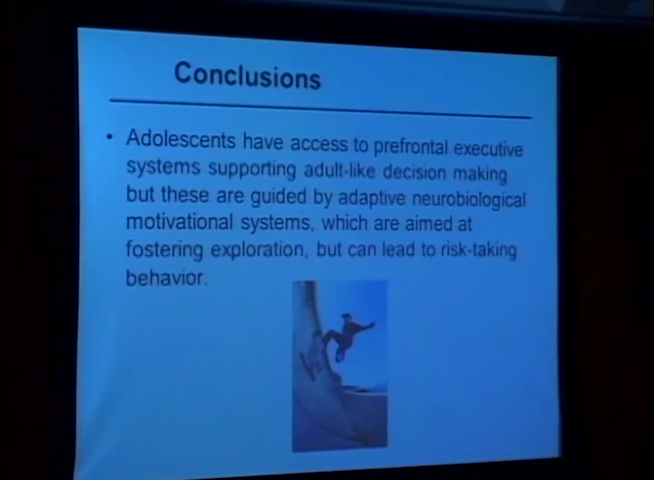 Conclusions
• Adolescents have access to prefrontal executive
systems supporting adult-like decision making
but these are guided by adaptive neurobiological
motivational systems, which are aimed at
fostering exploration, but can lead to risk-taking
behavior.